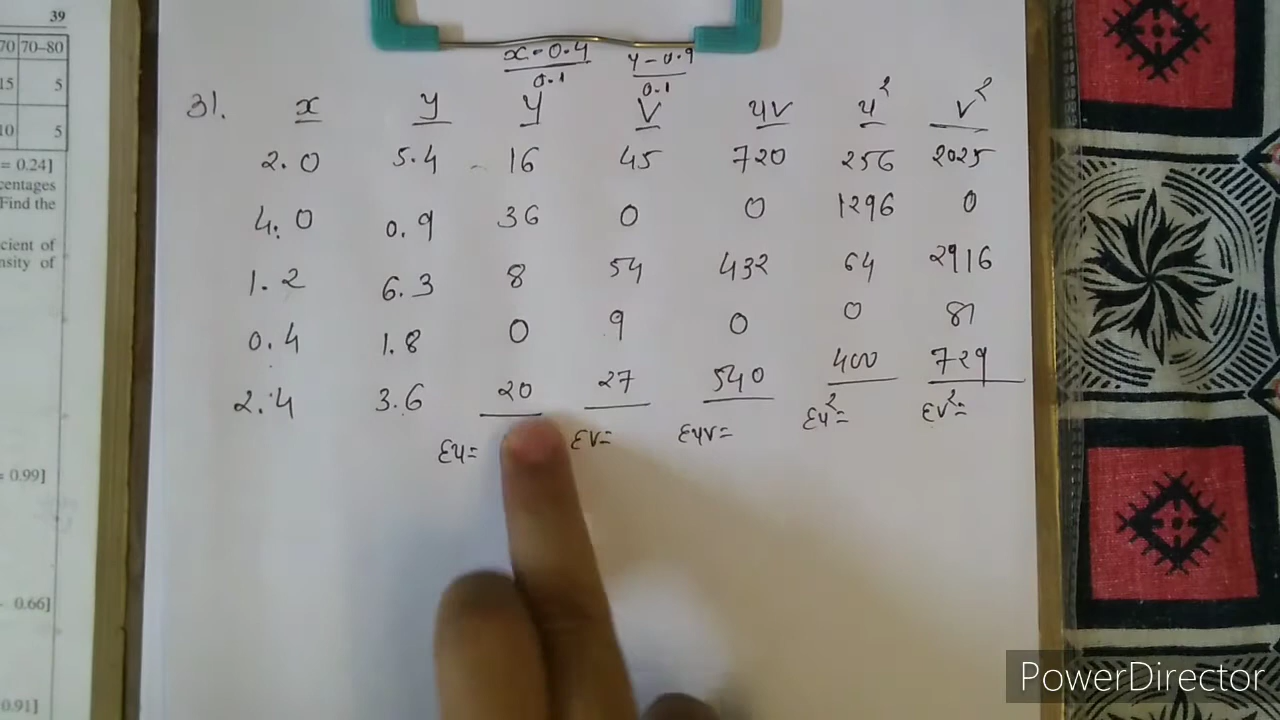 39
70 70–80
15 5
10 5
= 0.24]
centages
Find the
cient of
nsity of
= 0.99]
0.66]
0.91]
x-0.4 y-0.9
0.1 0.1
31. x y u v uv u² v²
2.0 5.4 16 45 720 256 2025
4.0 0.9 36 0 0 1296 0
1.2 6.3 8 54 432 64 2916
0.4 1.8 0 9 0 0 81
2.4 3.6 20 27 540 400 729
Σu= Σv= Σuv= Σu²= Σv²=
PowerDirector